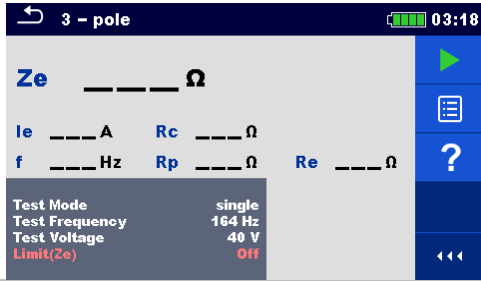 3 - pole 03:18
Ze ____ Ω
Ie ___ A Rc ___ Ω
f ___ Hz Rp ___ Ω Re ___ Ω
?
Test Mode single
Test Frequency 164 Hz
Test Voltage 40 V
Limit(Ze) Off